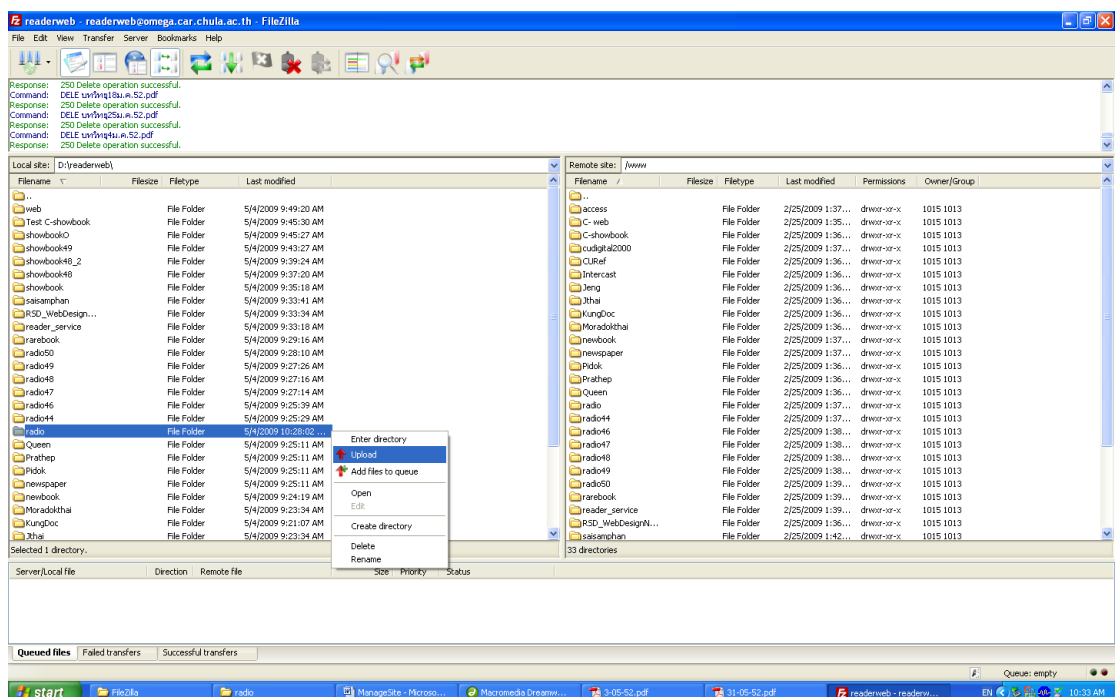 readerweb - readerweb@omega.car.chula.ac.th - FileZilla
File Edit View Transfer Server Bookmarks Help
Response: 250 Delete operation successful.
Command: DELE บทวิทยุ18ม.ค.52.pdf
Response: 250 Delete operation successful.
Command: DELE บทวิทยุ25ม.ค.52.pdf
Response: 250 Delete operation successful.
Command: DELE บทวิทยุ4ม.ค.52.pdf
Response: 250 Delete operation successful.
Local site: D:\readerweb\
Filename Filesize Filetype Last modified
..
web File Folder 5/4/2009 9:49:20 AM
Test C-showbook File Folder 5/4/2009 9:45:30 AM
showbookO File Folder 5/4/2009 9:45:27 AM
showbook49 File Folder 5/4/2009 9:43:27 AM
showbook48_2 File Folder 5/4/2009 9:39:24 AM
showbook48 File Folder 5/4/2009 9:37:20 AM
showbook File Folder 5/4/2009 9:35:18 AM
saisamphan File Folder 5/4/2009 9:33:41 AM
RSD_WebDesign... File Folder 5/4/2009 9:33:34 AM
reader_service File Folder 5/4/2009 9:33:18 AM
rarebook File Folder 5/4/2009 9:29:16 AM
radio50 File Folder 5/4/2009 9:28:10 AM
radio49 File Folder 5/4/2009 9:27:26 AM
radio48 File Folder 5/4/2009 9:27:16 AM
radio47 File Folder 5/4/2009 9:27:14 AM
radio46 File Folder 5/4/2009 9:25:39 AM
radio44 File Folder 5/4/2009 9:25:29 AM
radio File Folder 5/4/2009 10:28:02 ...
Queen File Folder 5/4/2009 9:25:11 AM
Prathep File Folder 5/4/2009 9:25:11 AM
Pidok File Folder 5/4/2009 9:25:11 AM
newspaper File Folder 5/4/2009 9:25:11 AM
newbook File Folder 5/4/2009 9:24:19 AM
Moradokthai File Folder 5/4/2009 9:23:34 AM
KungDoc File Folder 5/4/2009 9:21:07 AM
Jthai File Folder 5/4/2009 9:23:34 AM
Selected 1 directory.
Enter directory
Upload
Add files to queue
Open
Edit
Create directory
Delete
Rename
Remote site: /www
Filename Filesize Filetype Last modified Permissions Owner/Group
..
access File Folder 2/25/2009 1:37... drwxr-xr-x 1015 1013
C- web File Folder 2/25/2009 1:35... drwxr-xr-x 1015 1013
C-showbook File Folder 2/25/2009 1:36... drwxr-xr-x 1015 1013
cudigital2000 File Folder 2/25/2009 1:37... drwxr-xr-x 1015 1013
CURef File Folder 2/25/2009 1:36... drwxr-xr-x 1015 1013
Intercast File Folder 2/25/2009 1:36... drwxr-xr-x 1015 1013
Jeng File Folder 2/25/2009 1:36... drwxr-xr-x 1015 1013
Jthai File Folder 2/25/2009 1:36... drwxr-xr-x 1015 1013
KungDoc File Folder 2/25/2009 1:36... drwxr-xr-x 1015 1013
Moradokthai File Folder 2/25/2009 1:36... drwxr-xr-x 1015 1013
newbook File Folder 2/25/2009 1:37... drwxr-xr-x 1015 1013
newspaper File Folder 2/25/2009 1:37... drwxr-xr-x 1015 1013
Pidok File Folder 2/25/2009 1:36... drwxr-xr-x 1015 1013
Prathep File Folder 2/25/2009 1:36... drwxr-xr-x 1015 1013
Queen File Folder 2/25/2009 1:36... drwxr-xr-x 1015 1013
radio File Folder 2/25/2009 1:37... drwxr-xr-x 1015 1013
radio44 File Folder 2/25/2009 1:37... drwxr-xr-x 1015 1013
radio46 File Folder 2/25/2009 1:38... drwxr-xr-x 1015 1013
radio47 File Folder 2/25/2009 1:38... drwxr-xr-x 1015 1013
radio48 File Folder 2/25/2009 1:38... drwxr-xr-x 1015 1013
radio49 File Folder 2/25/2009 1:38... drwxr-xr-x 1015 1013
radio50 File Folder 2/25/2009 1:39... drwxr-xr-x 1015 1013
rarebook File Folder 2/25/2009 1:39... drwxr-xr-x 1015 1013
reader_service File Folder 2/25/2009 1:39... drwxr-xr-x 1015 1013
RSD_WebDesignN... File Folder 2/25/2009 1:36... drwxr-xr-x 1015 1013
saisamphan File Folder 2/25/2009 1:42... drwxr-xr-x 1015 1013
33 directories
Server/Local file Direction Remote file Size Priority Status
Queued files Failed transfers Successful transfers
Queue: empty
start FileZilla radio ManageSite - Microso... Macromedia Dreamw... 3-05-52.pdf 31-05-52.pdf readerweb - readerw... EN 10:33 AM